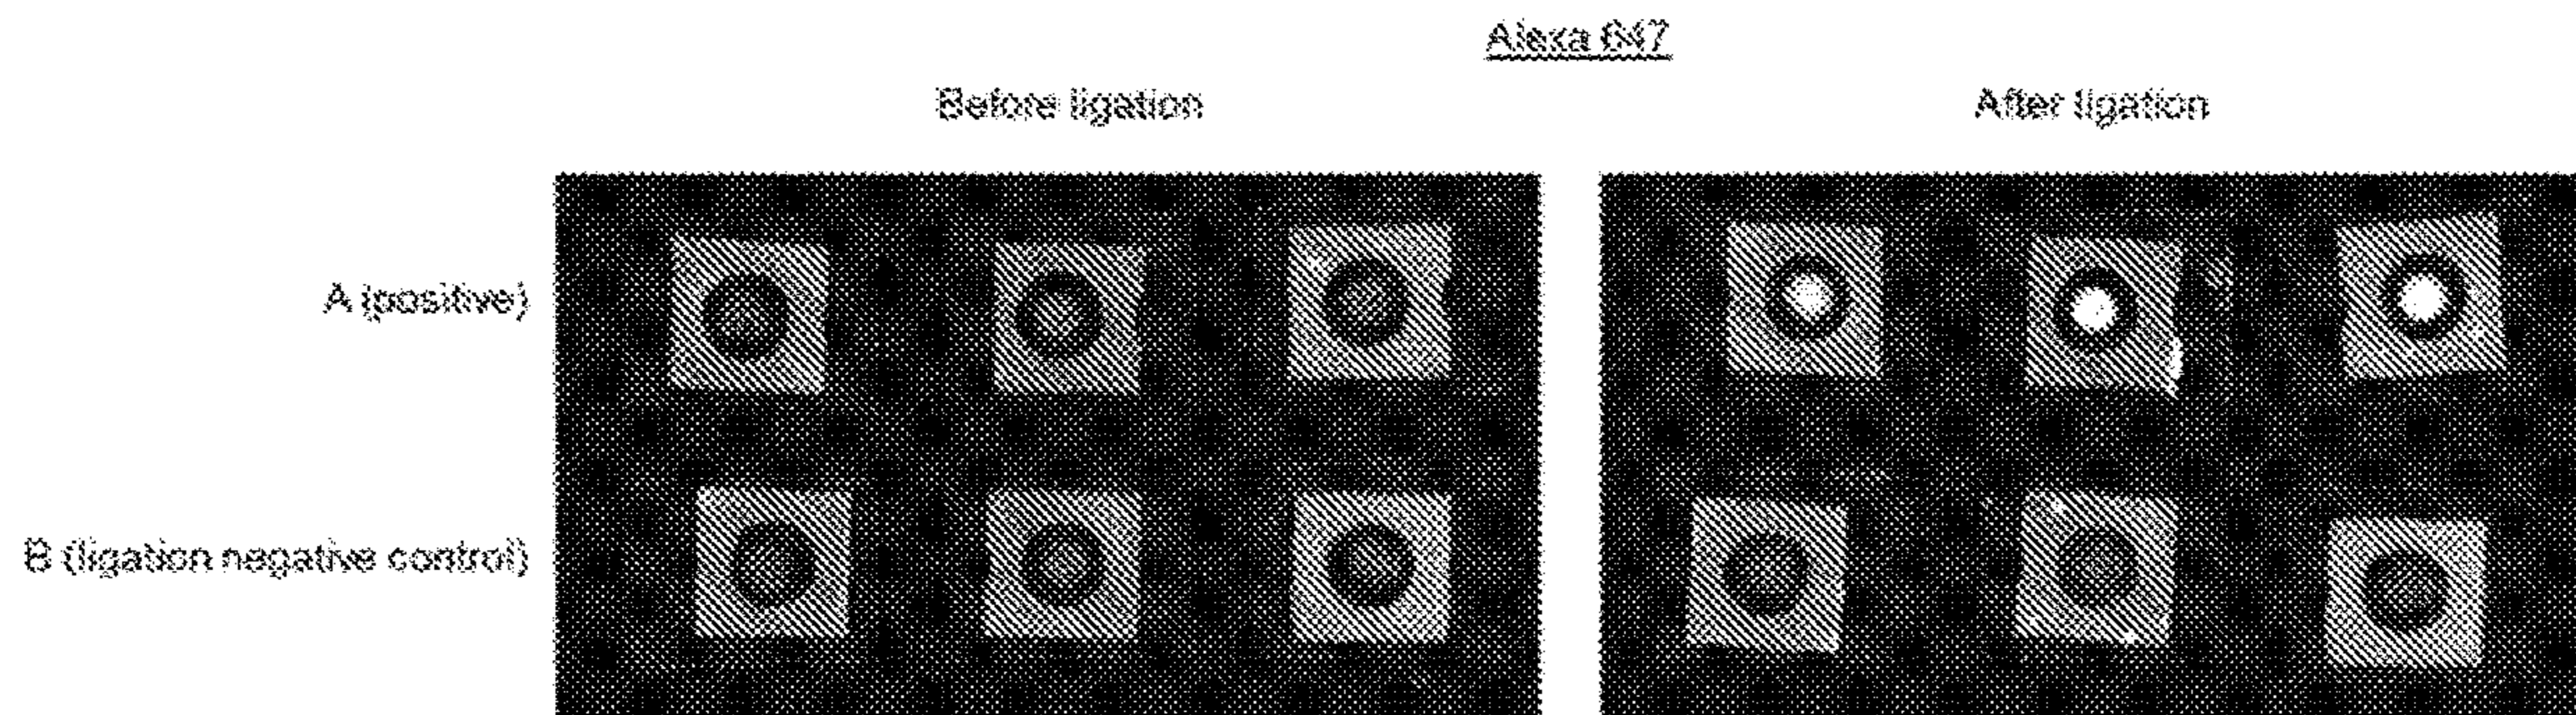 Alexa 647
Before ligation
After ligation
A (positive)
B (ligation negative control)